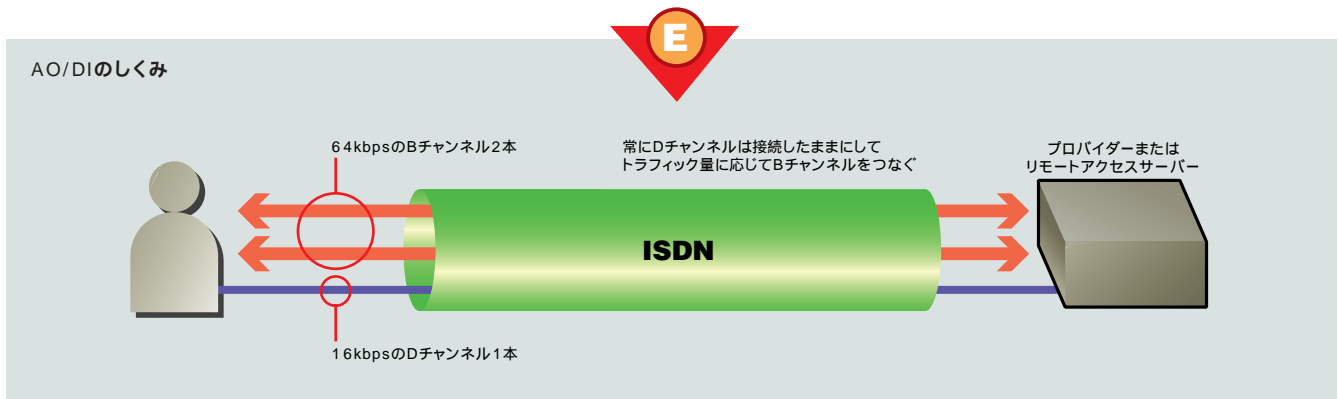 E
AO/DIのしくみ
64kbpsのBチャンネル2本
常にDチャンネルは接続したままにして
トラフィック量に応じてBチャンネルをつなぐ
プロバイダーまたは
リモートアクセスサーバー
ISDN
16kbpsのDチャンネル1本